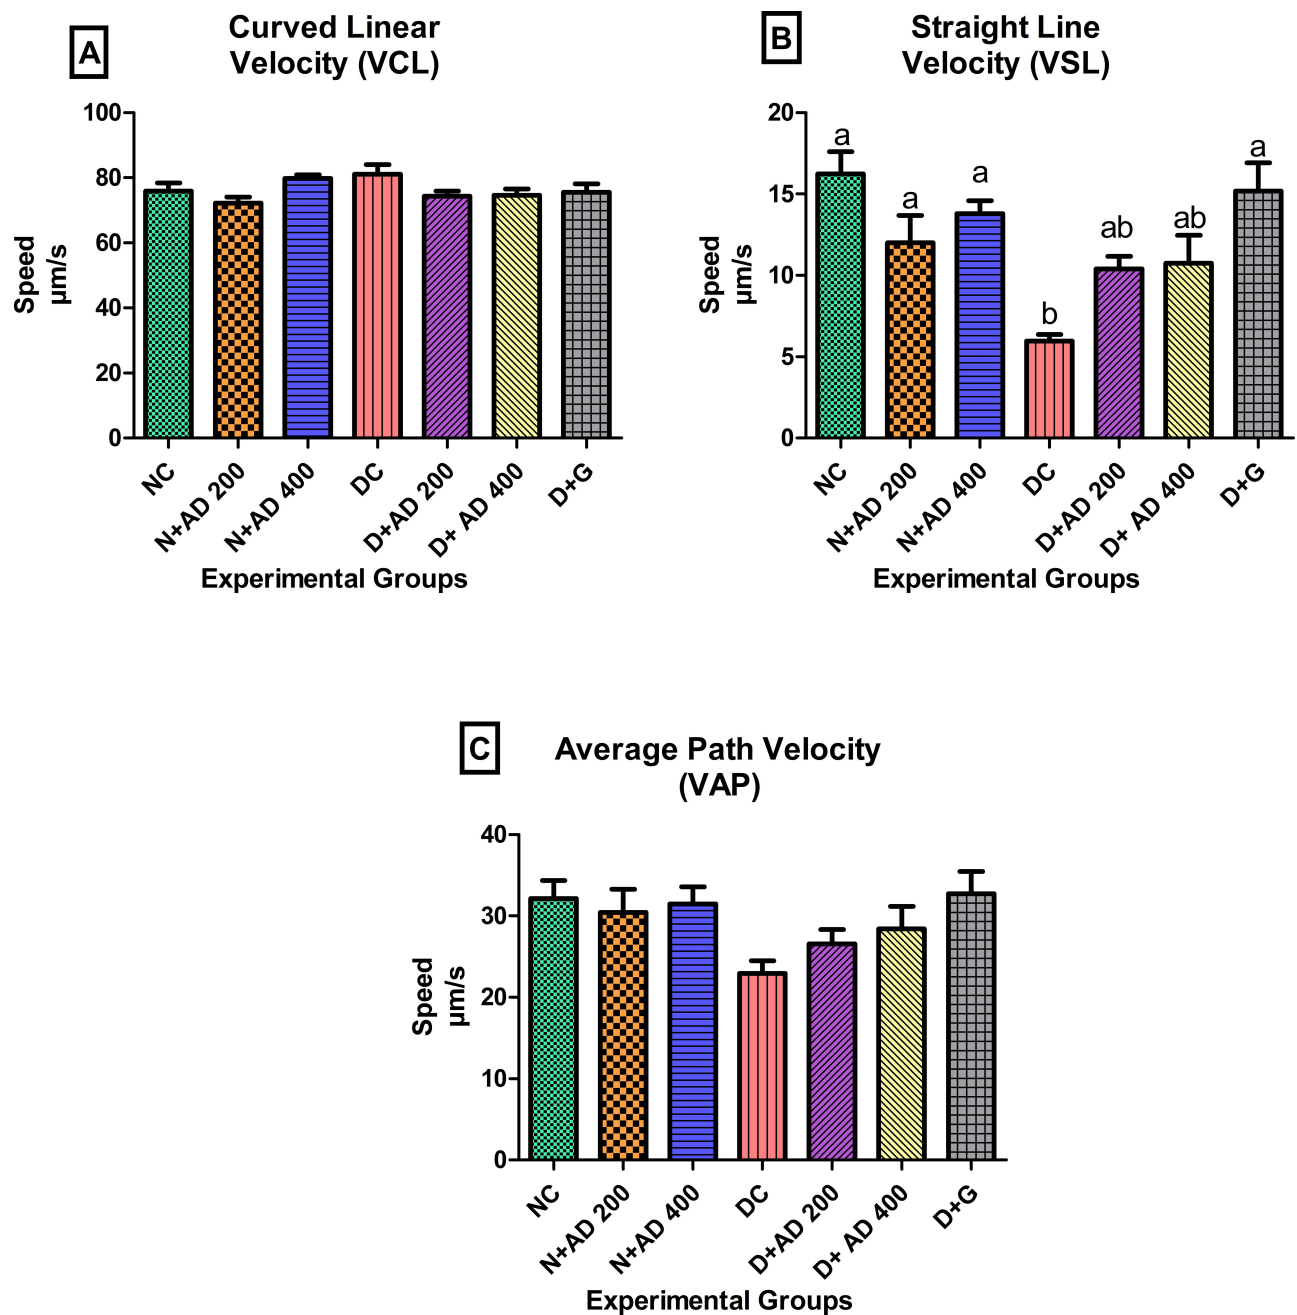 A
Curved Linear
Velocity (VCL)
100
80
60
40
20
0
Speed
µm/s
NC
N+AD 200
N+AD 400
DC
D+AD 200
D+ AD 400
D+G
Experimental Groups
B
Straight Line
Velocity (VSL)
20
15
10
5
0
Speed
µm/s
a
a
a
b
ab
ab
a
NC
N+AD 200
N+AD 400
DC
D+AD 200
D+ AD 400
D+G
Experimental Groups
C
Average Path Velocity
(VAP)
40
30
20
10
0
Speed
µm/s
NC
N+AD 200
N+AD 400
DC
D+AD 200
D+ AD 400
D+G
Experimental Groups